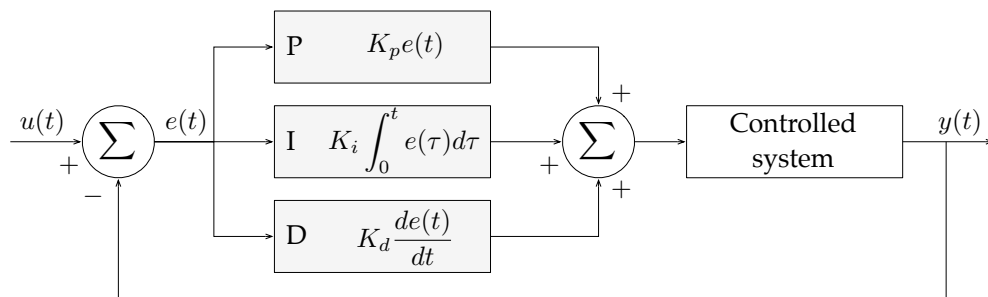 P K_p e(t)
+
u(t)
∑
e(t)
I K_i ∫_0^t e(τ)dτ
∑
Controlled
system
y(t)
+
+
−
+
D K_d de(t)/dt